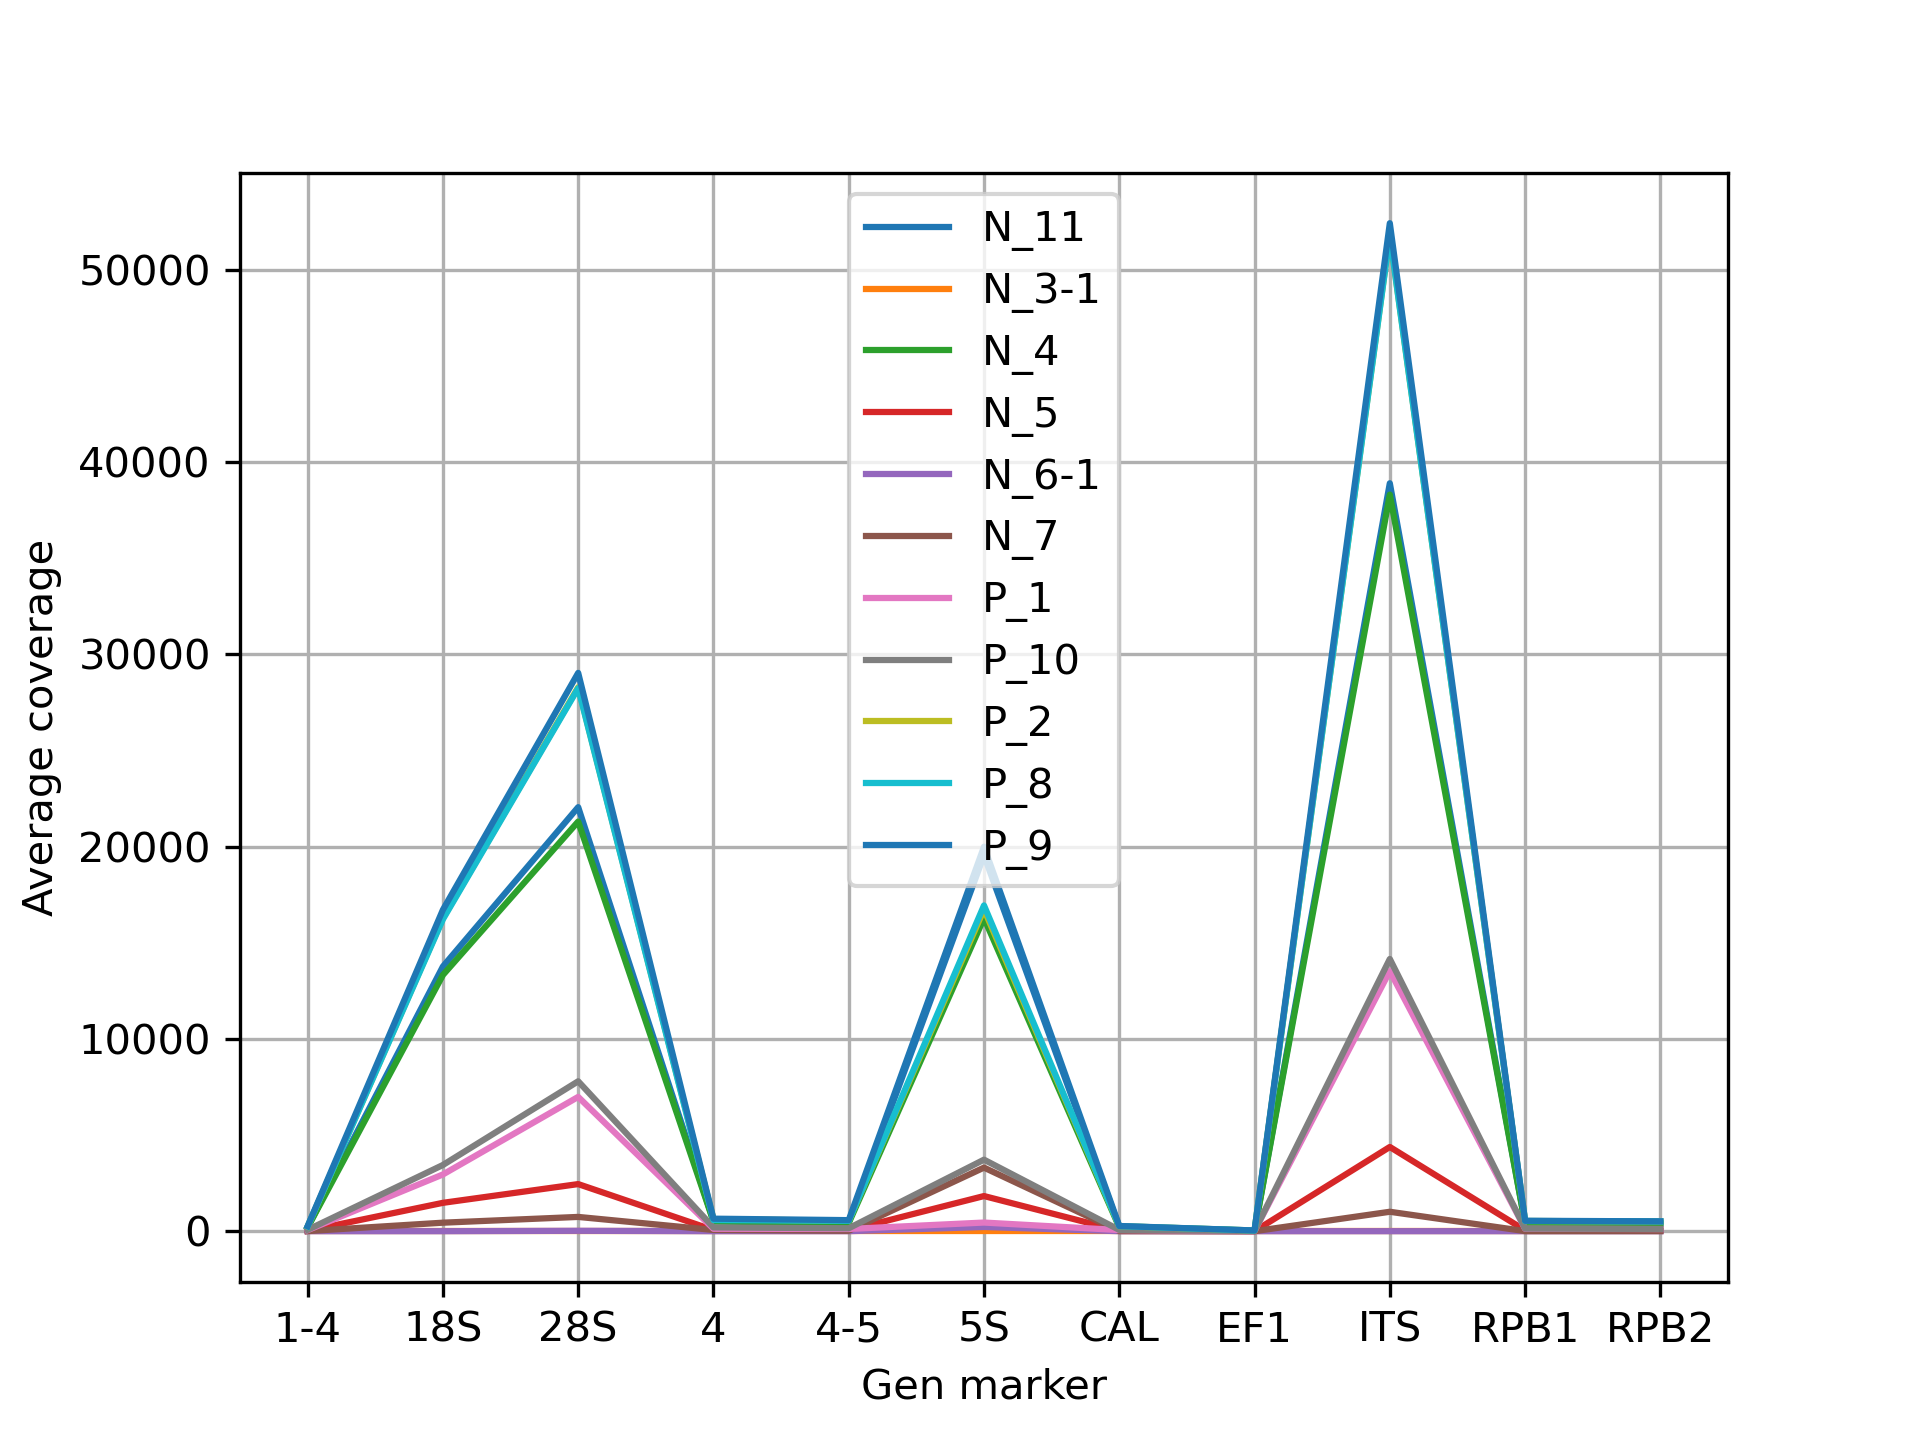 N_11
N_3-1
N_4
N_5
N_6-1
N_7
P_1
P_10
P_2
P_8
P_9
50000
40000
30000
20000
10000
0
Average coverage
1-4 18S 28S 4 4-5 5S CAL EF1 ITS RPB1 RPB2
Gen marker